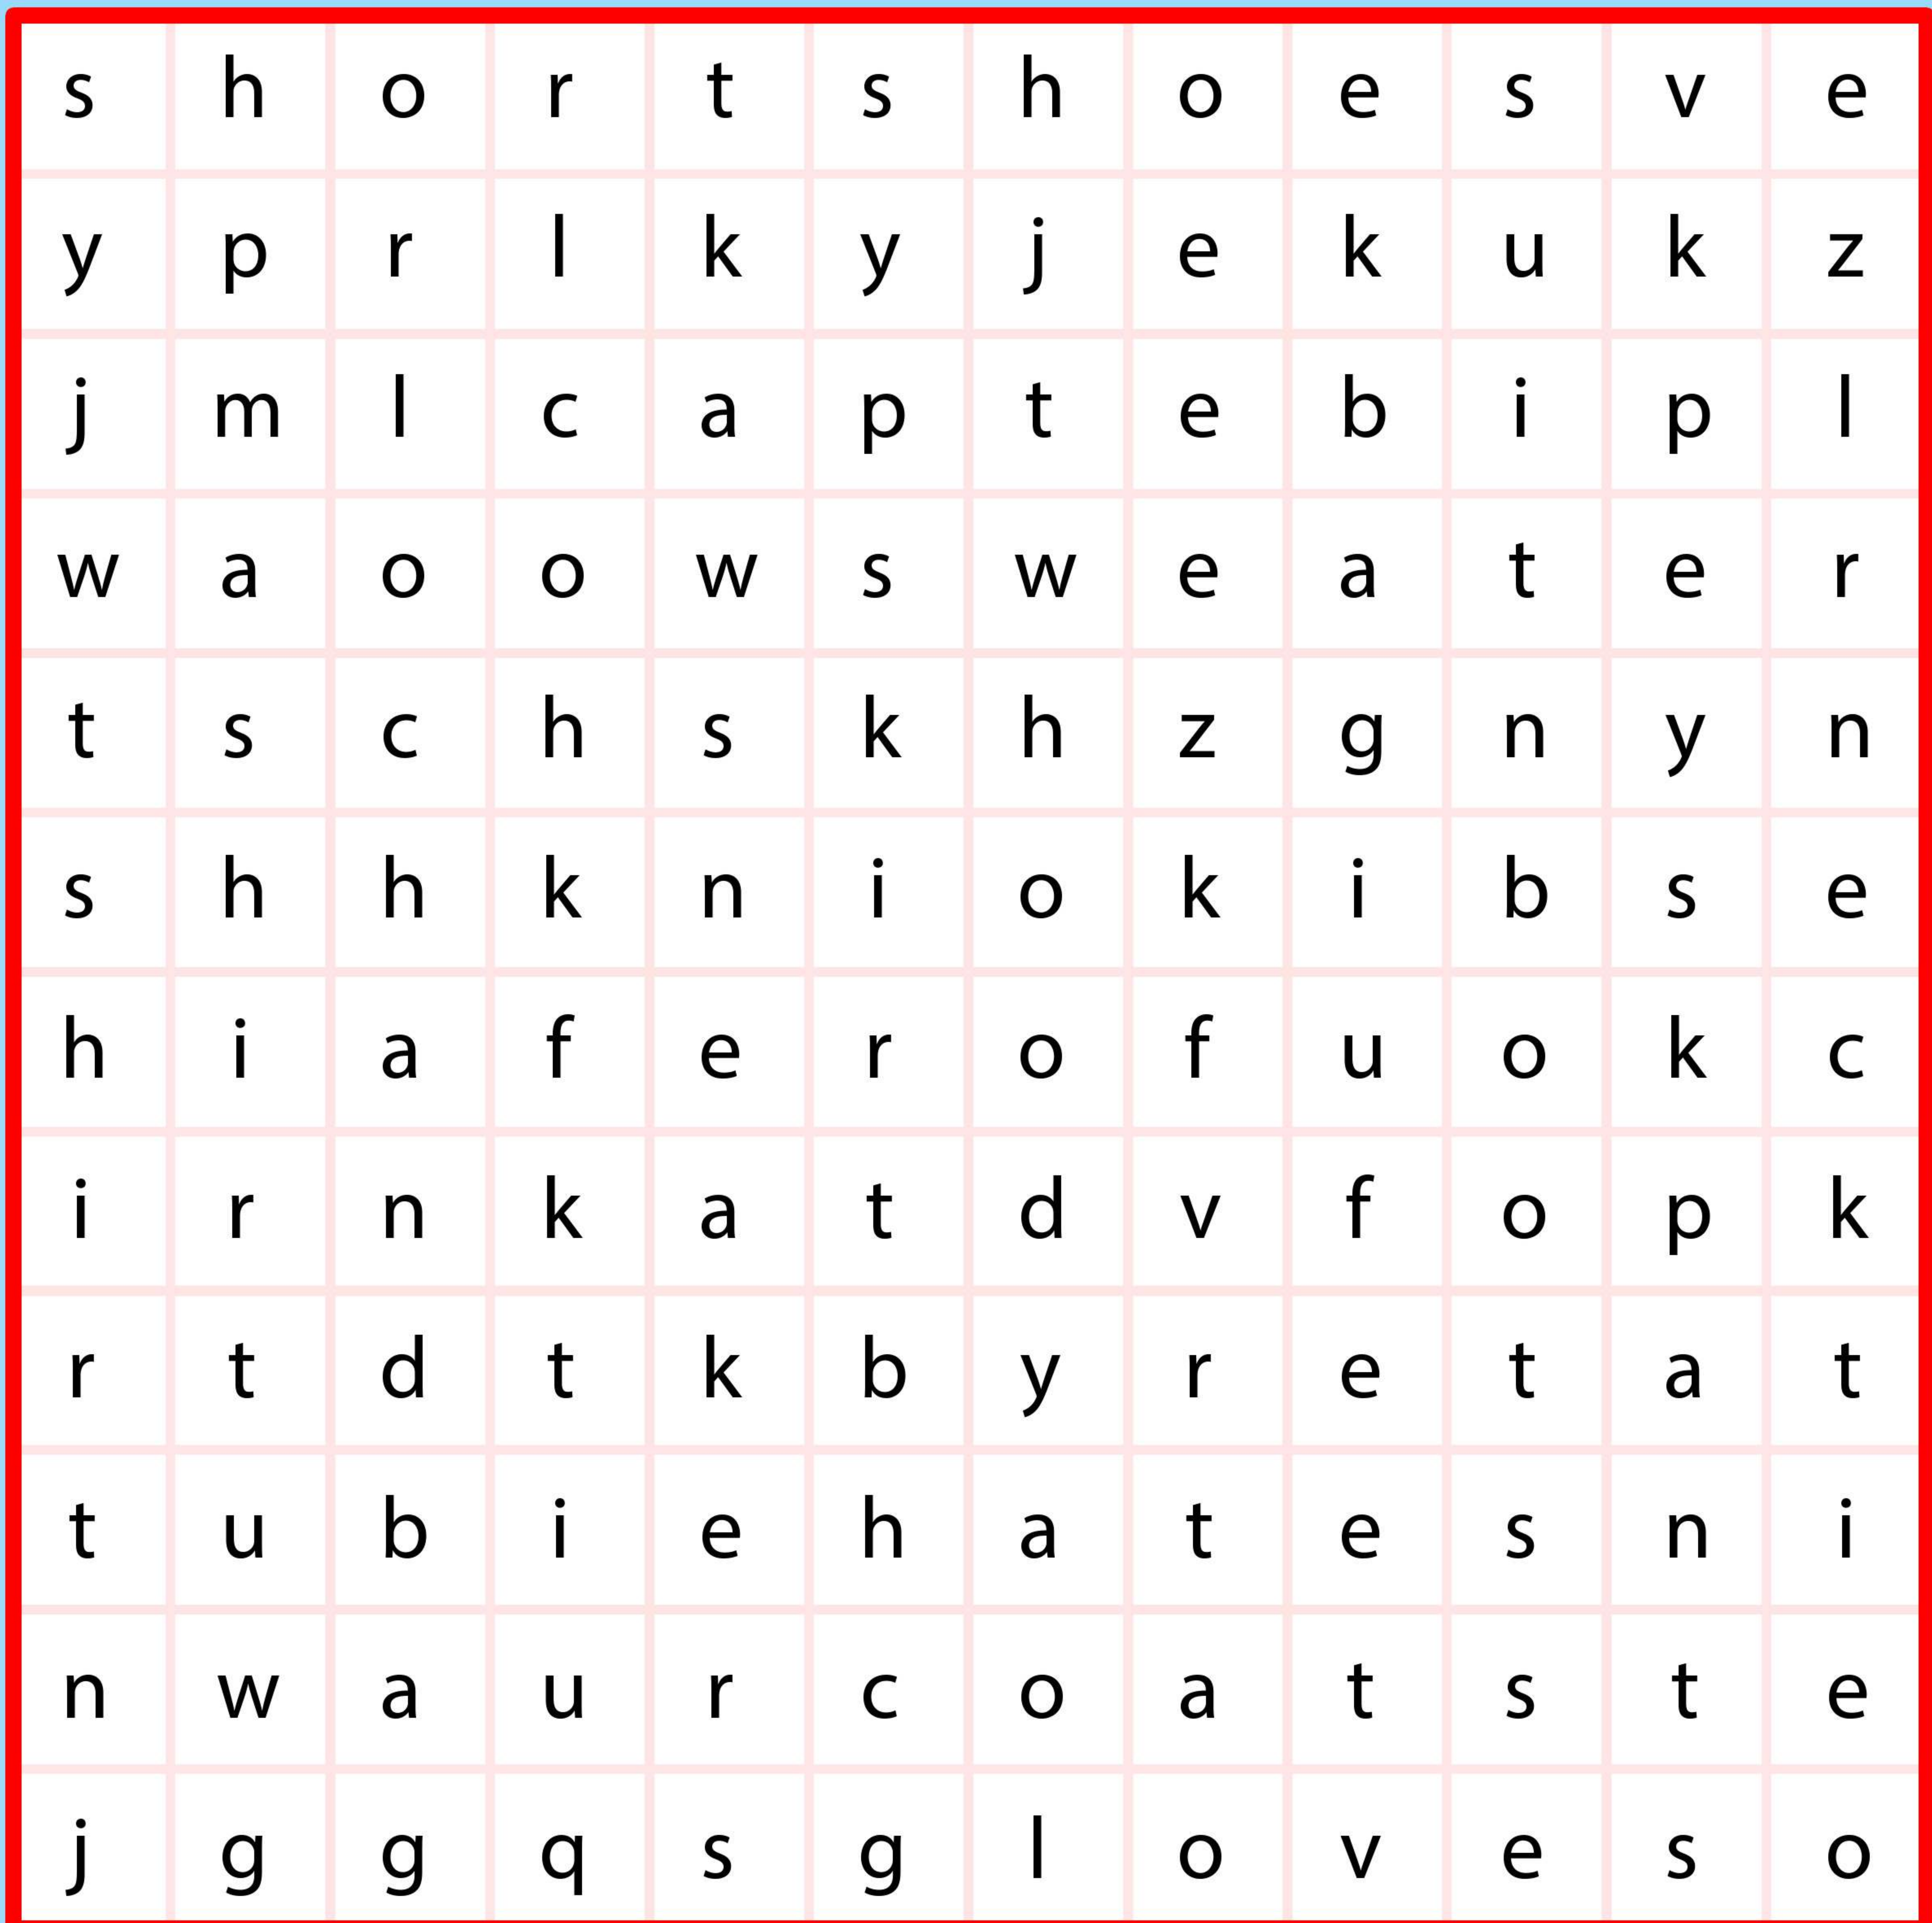 s h o r t s h o e s v e
y p r l k y j e k u k z
j m l c a p t e b i p l
w a o o w s w e a t e r
t s c h s k h z g n y n
s h h k n i o k i b s e
h i a f e r o f u o k c
i r n k a t d v f o p k
r t d t k b y r e t a t
t u b i e h a t e s n i
n w a u r c o a t s t e
j g g q s g l o v e s o